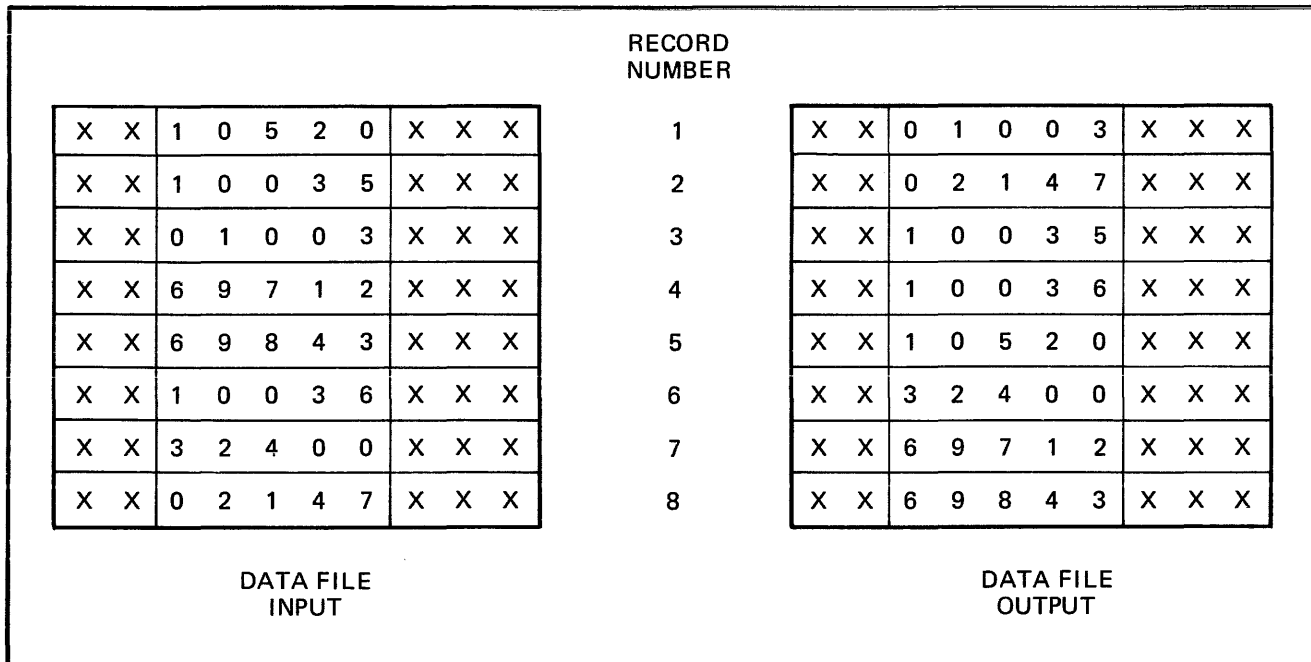 RECORD
NUMBER
X X 1 0 5 2 0 X X X 1 X X 0 1 0 0 3 X X X
X X 1 0 0 3 5 X X X 2 X X 0 2 1 4 7 X X X
X X 0 1 0 0 3 X X X 3 X X 1 0 0 3 5 X X X
X X 6 9 7 1 2 X X X 4 X X 1 0 0 3 6 X X X
X X 6 9 8 4 3 X X X 5 X X 1 0 5 2 0 X X X
X X 1 0 0 3 6 X X X 6 X X 3 2 4 0 0 X X X
X X 3 2 4 0 0 X X X 7 X X 6 9 7 1 2 X X X
X X 0 2 1 4 7 X X X 8 X X 6 9 8 4 3 X X X
DATA FILE
INPUT
DATA FILE
OUTPUT